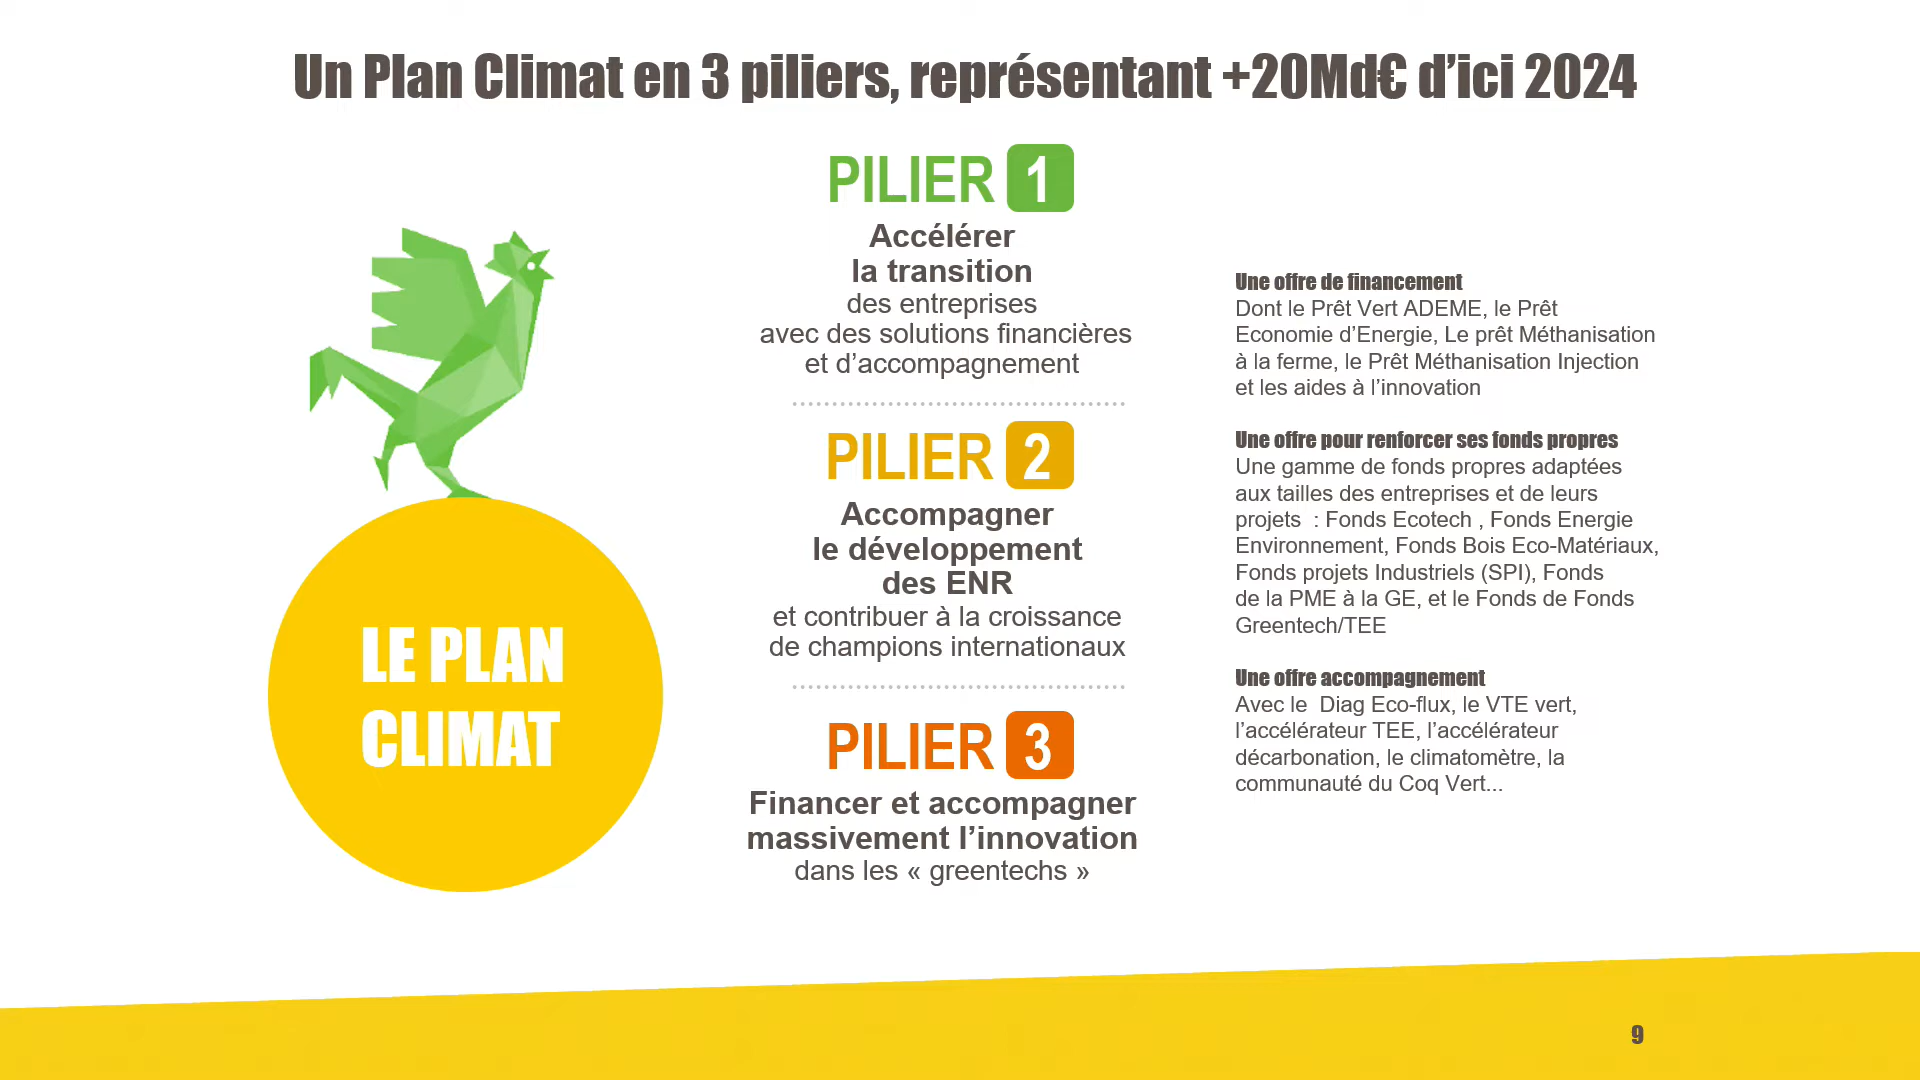 Un Plan Climat en 3 piliers, représentant +20Md€ d’ici 2024
LE PLAN
CLIMAT
PILIER 1
Accélérer
la transition
des entreprises
avec des solutions financières
et d’accompagnement
PILIER 2
Accompagner
le développement
des ENR
et contribuer à la croissance
de champions internationaux
PILIER 3
Financer et accompagner
massivement l’innovation
dans les « greentechs »
Une offre de financement
Dont le Prêt Vert ADEME, le Prêt
Economie d’Energie, Le prêt Méthanisation
à la ferme, le Prêt Méthanisation Injection
et les aides à l’innovation
Une offre pour renforcer ses fonds propres
Une gamme de fonds propres adaptées
aux tailles des entreprises et de leurs
projets  : Fonds Ecotech , Fonds Energie
Environnement, Fonds Bois Eco-Matériaux,
Fonds projets Industriels (SPI), Fonds
de la PME à la GE, et le Fonds de Fonds
Greentech/TEE
Une offre accompagnement
Avec le  Diag Eco-flux, le VTE vert,
l’accélérateur TEE, l’accélérateur
décarbonation, le climatomètre, la
communauté du Coq Vert...
9